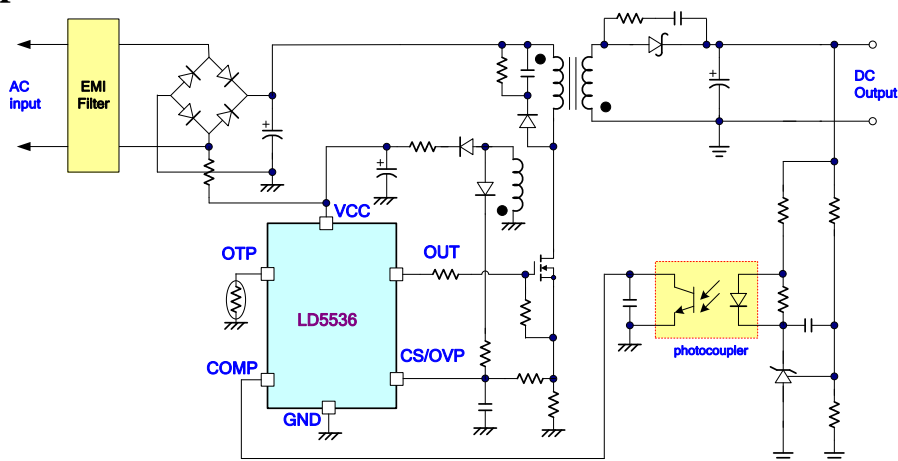 AC
input
EMI
Filter
DC
Output
VCC
OTP
OUT
LD5536
COMP
CS/OVP
GND
photocoupler